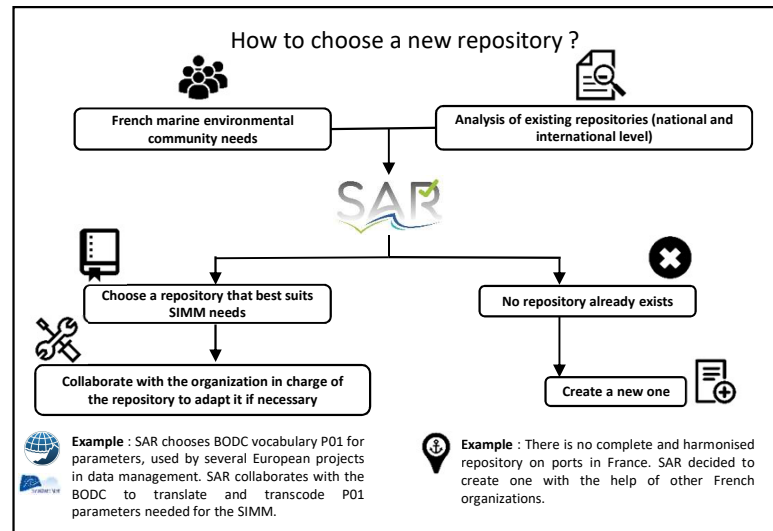 How to choose a new repository ?
French marine environmental
community needs
Analysis of existing repositories (national and
international level)
SAR
Choose a repository that best suits
SIMM needs
No repository already exists
Collaborate with the organization in charge of
the repository to adapt it if necessary
Create a new one
Example : SAR chooses BODC vocabulary P01 for
parameters, used by several European projects
in data management. SAR collaborates with the
BODC to translate and transcode P01
parameters needed for the SIMM.
Example : There is no complete and harmonised
repository on ports in France. SAR decided to
create one with the help of other French
organizations.